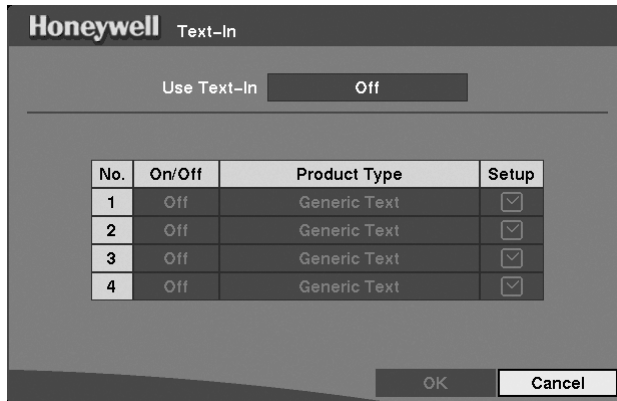 Honeywell Text-In
Use Text-In Off
No. On/Off Product Type Setup
1 Off Generic Text
2 Off Generic Text
3 Off Generic Text
4 Off Generic Text
OK Cancel